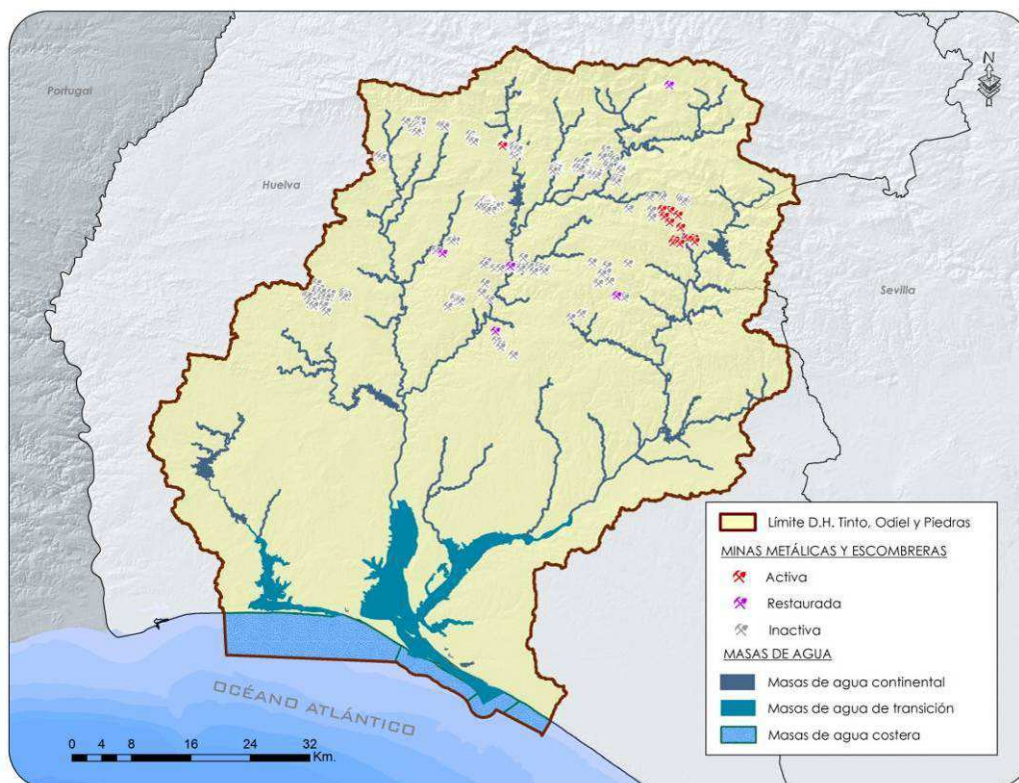 Portugal
N
Huelva
Sevilla
OCÉANO ATLÁNTICO
0 4 8 16 24 32
Km.
Límite D.H. Tinto, Odiel y Piedras
MINAS METÁLICAS Y ESCOMBRERAS
Activa
Restaurada
Inactiva
MASAS DE AGUA
Masas de agua continental
Masas de agua de transición
Masas de agua costera